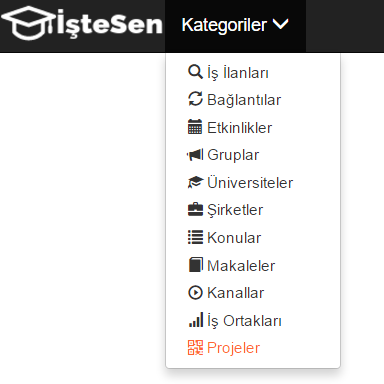 İşteSen
Kategoriler
İş İlanları
Bağlantılar
Etkinlikler
Gruplar
Üniversiteler
Şirketler
Konular
Makaleler
Kanallar
İş Ortakları
Projeler